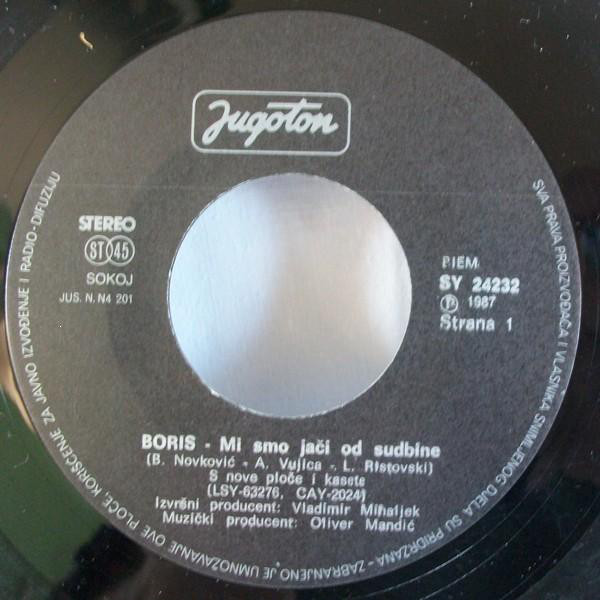 Jugoton
STEREO
ST 45
SOKOJ
JUS. N. N4 201
PIEM
SY 24232
Ⓟ 1987
Strana 1
BORIS - Mi smo jači od sudbine
(B. Novković - A. Vujica - L. Ristovski)
S nove ploče i kasete
(LSY-63276, CAY-2024)
Izvršni producent: Vladimir Mihaljek
Muzički producent: Oliver Mandić
SVA PRAVA PROIZVOĐAČA I VLASNIKA SNIMLJENOG DJELA SU PRIDRŽANA - ZABRANJENO JE UMNOŽAVANJE OVE PLOČE, KORIŠĆENJE ZA JAVNO IZVOĐENJE I RADIO-DIFUZIJU